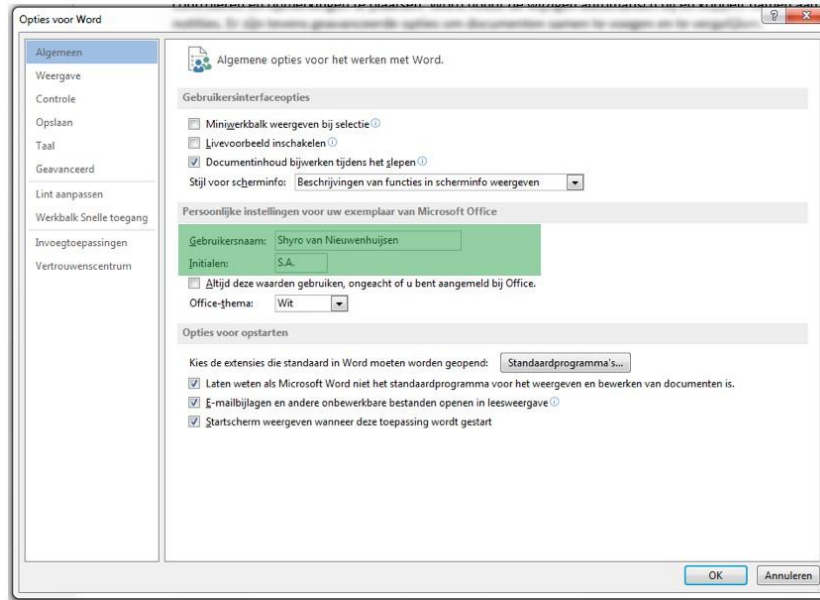 Opties voor Word
Algemeen
Weergave
Controle
Opslaan
Taal
Geavanceerd
Lint aanpassen
Werkbalk Snelle toegang
Invoegtoepassingen
Vertrouwenscentrum
Algemene opties voor het werken met Word.
Gebruikersinterfaceopties
Miniwerkbalk weergeven bij selectie
Livevoorbeeld inschakelen
Documentinhoud bijwerken tijdens het slepen
Stijl voor scherminfo: Beschrijvingen van functies in scherminfo weergeven
Persoonlijke instellingen voor uw exemplaar van Microsoft Office
Gebruikersnaam: Shyro van Nieuwenhuijsen
Initialen: S.A.
Altijd deze waarden gebruiken, ongeacht of u bent aangemeld bij Office.
Office-thema: Wit
Opties voor opstarten
Kies de extensies die standaard in Word moeten worden geopend: Standaardprogramma's...
Laten weten als Microsoft Word niet het standaardprogramma voor het weergeven en bewerken van documenten is.
E-mailbijlagen en andere onbewerkbare bestanden openen in leesweergave
Startscherm weergeven wanneer deze toepassing wordt gestart
OK Annuleren